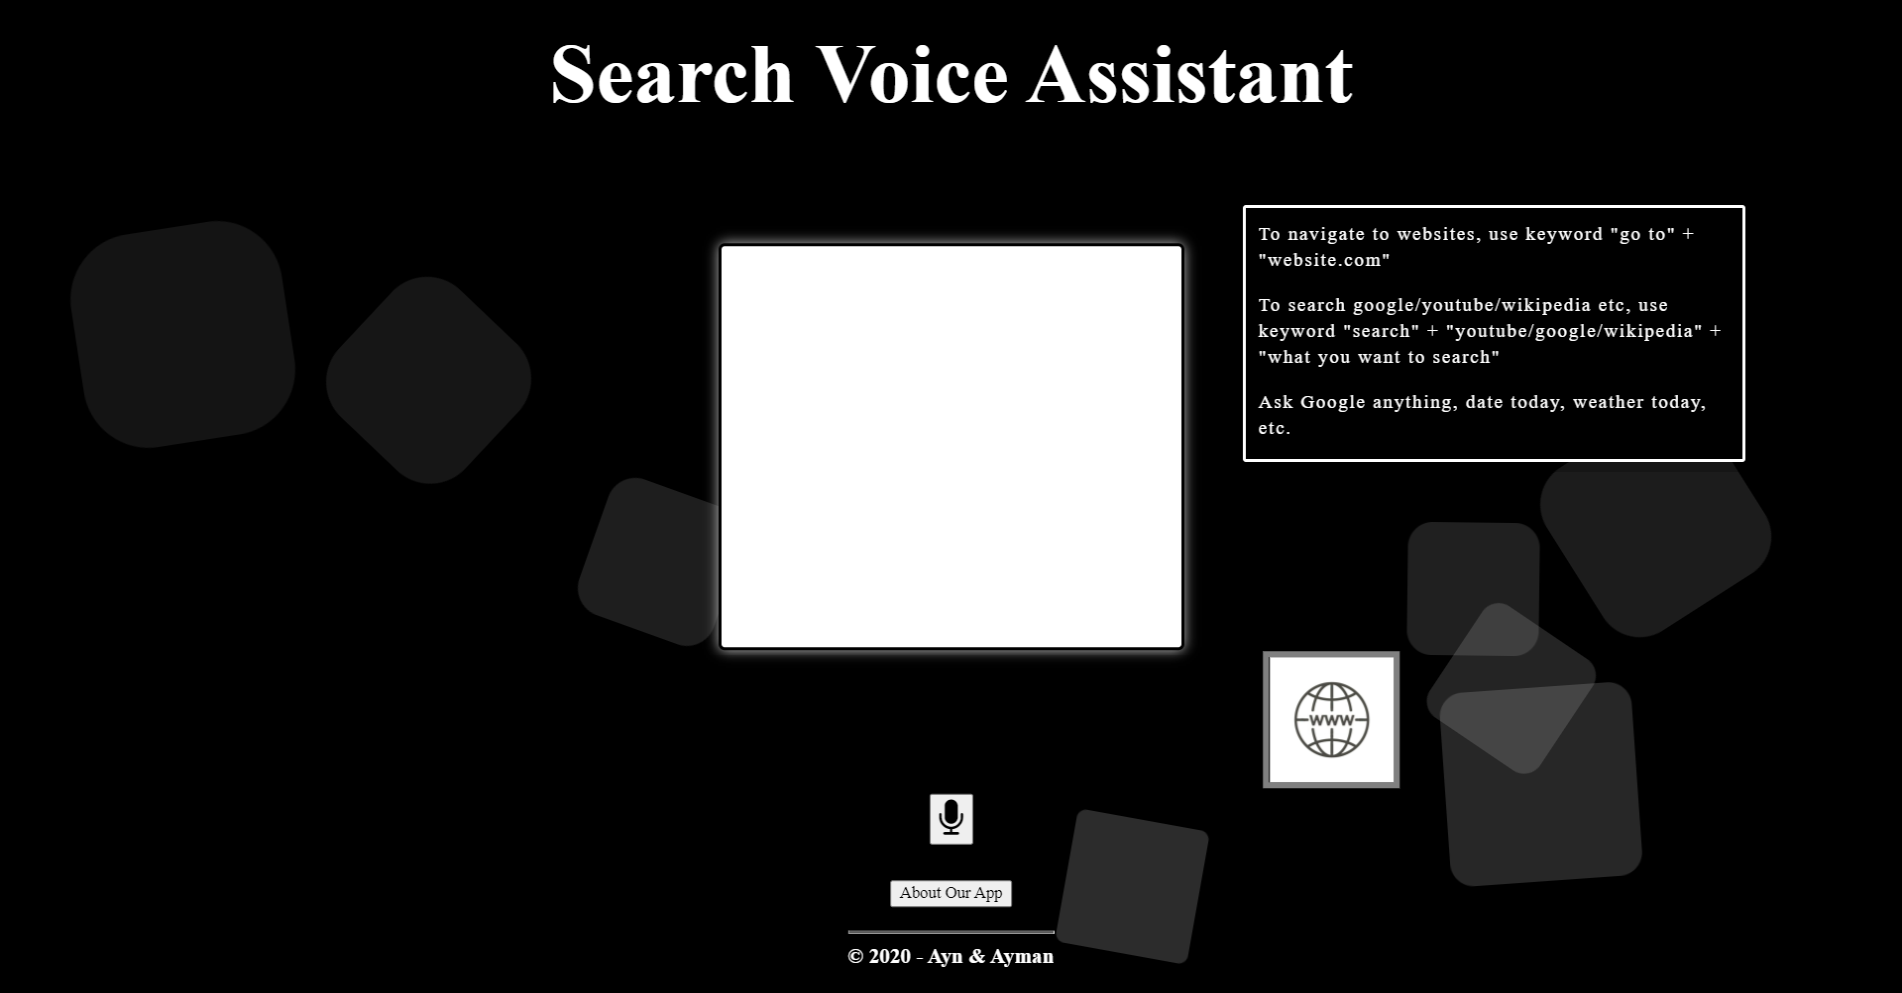 Search Voice Assistant
To navigate to websites, use keyword "go to" +
"website.com"
To search google/youtube/wikipedia etc, use
keyword "search" + "youtube/google/wikipedia" +
"what you want to search"
Ask Google anything, date today, weather today,
etc.
WWW
About Our App
© 2020 - Ayn & Ayman